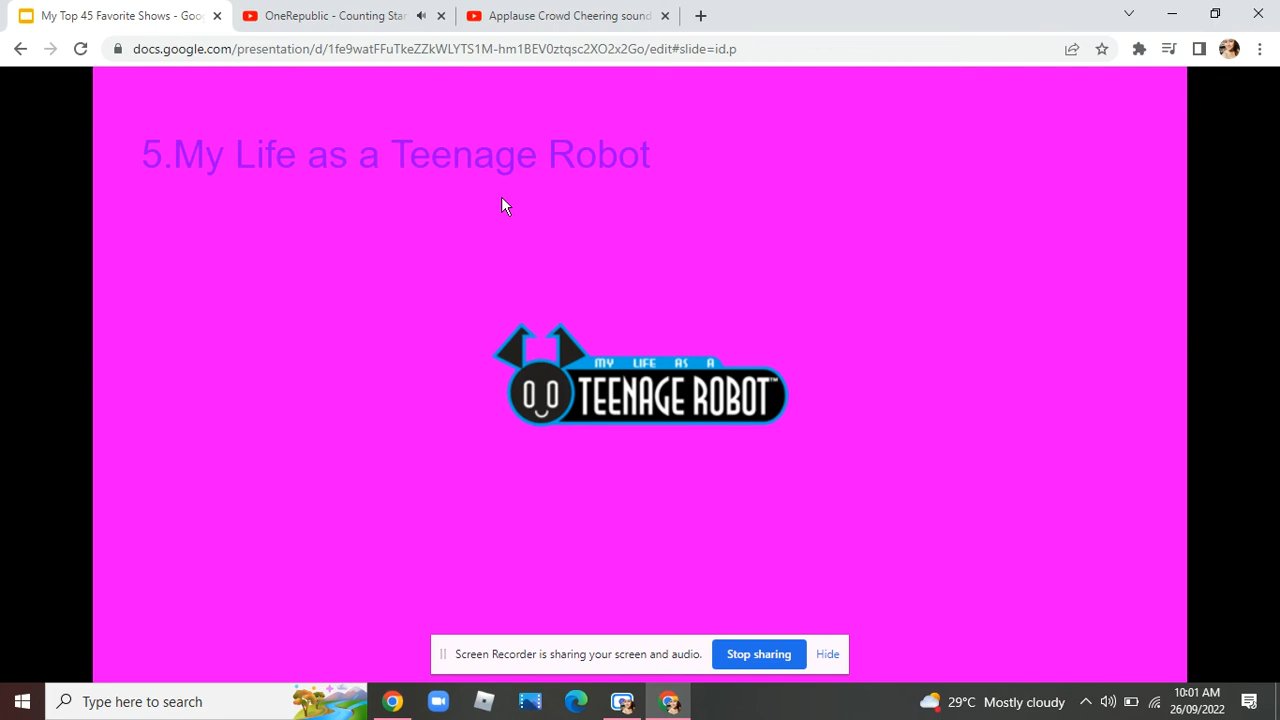 My Top 45 Favorite Shows - Goo
OneRepublic - Counting Star
Applause Crowd Cheering sound
docs.google.com/presentation/d/1fe9watFFuTkeZZkWLYTS1M-hm1BEV0ztqsc2XO2x2Go/edit#slide=id.p
5.My Life as a Teenage Robot
MY LIFE AS A
TEENAGE ROBOT™
Screen Recorder is sharing your screen and audio.
Stop sharing
Hide
Type here to search
29°C Mostly cloudy
10:01 AM
26/09/2022